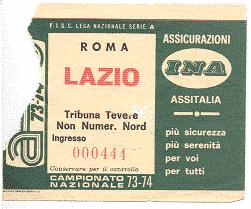 F.I.G.C. LEGA NAZIONALE SERIE A
ROMA
LAZIO
Tribuna Tevere
Non Numer. Nord
Ingresso
000444
Conservare per il controllo
CAMPIONATO
NAZIONALE 73-74
73-74
ASSICURAZIONI
INA
ASSITALIA
più sicurezza
più serenità
per voi
per tutti